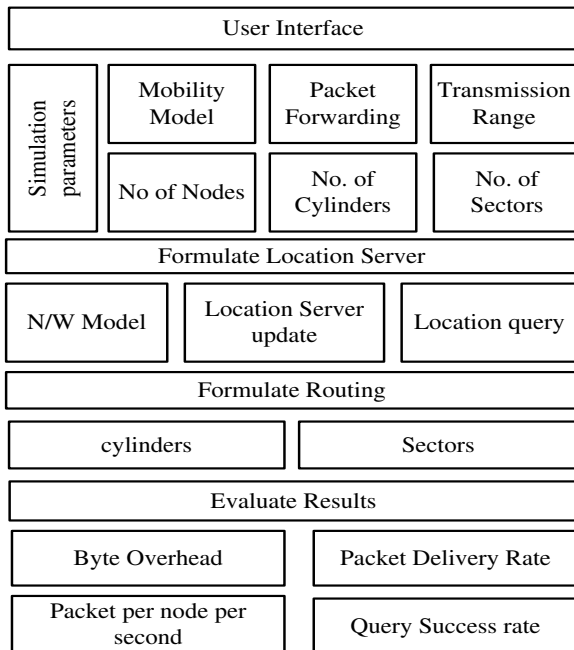 User Interface
Simulation
parameters
Mobility
Model
Packet
Forwarding
Transmission
Range
No of Nodes
No. of
Cylinders
No. of
Sectors
Formulate Location Server
N/W Model
Location Server
update
Location query
Formulate Routing
cylinders
Sectors
Evaluate Results
Byte Overhead
Packet Delivery Rate
Packet per node per
second
Query Success rate